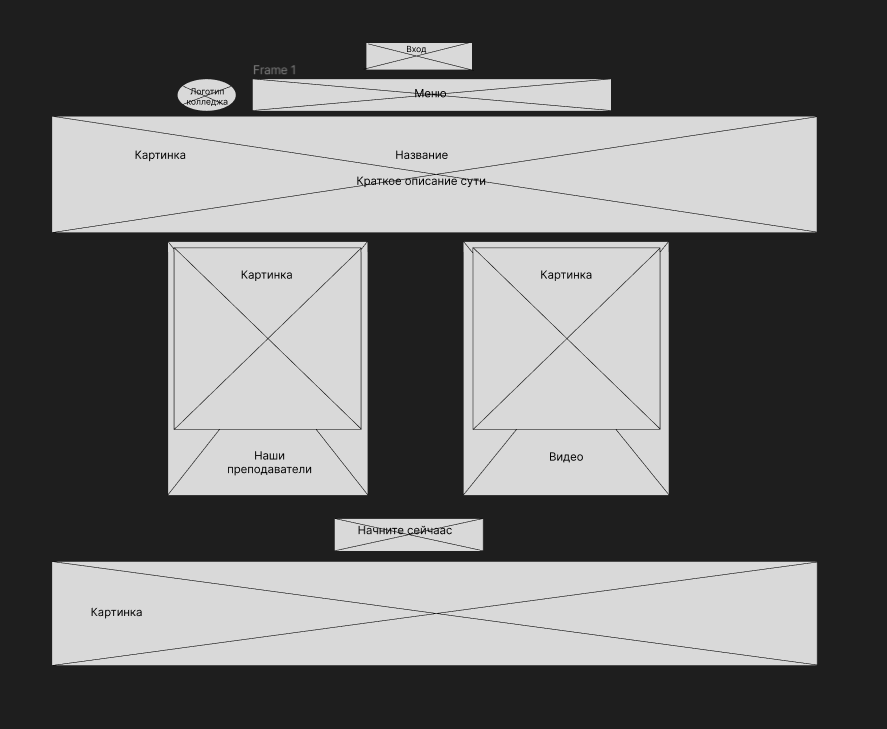 Вход
Frame 1
Логотип
колледжа
Меню
Картинка
Название
Краткое описание сути
Картинка
Картинка
Наши
преподаватели
Видео
Начните сейчаас
Картинка